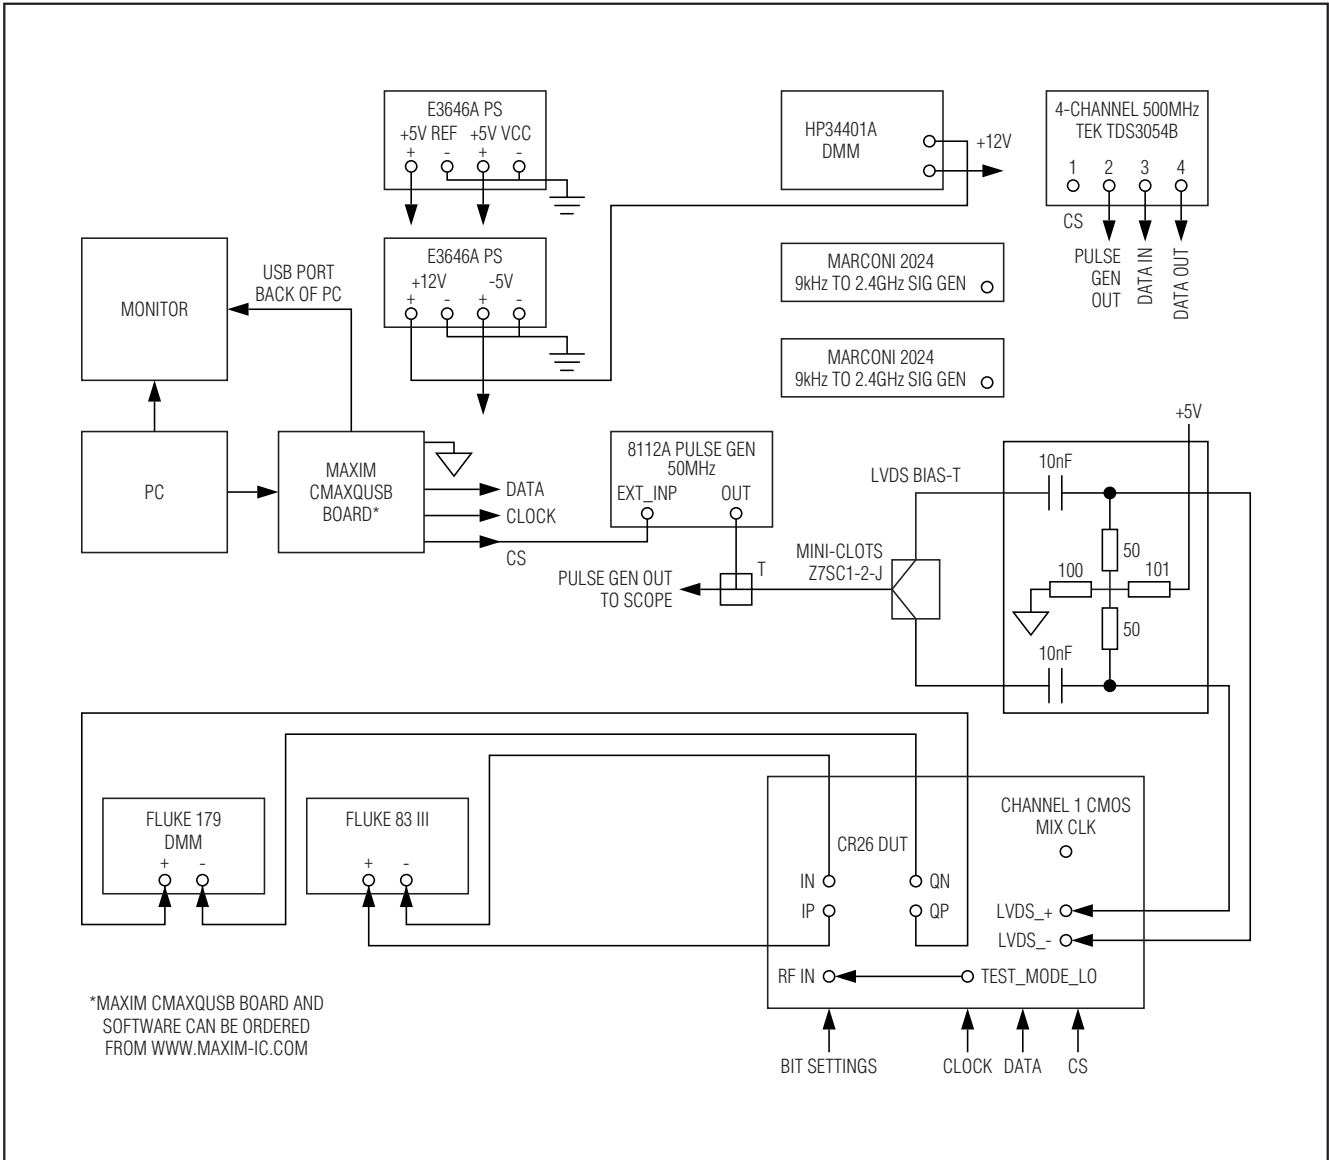 E3646A PS
+5V REF +5V VCC
+ - + -
HP34401A
DMM
+12V
4-CHANNEL 500MHz
TEK TDS3054B
1 2 3 4
CS
PULSE
GEN
OUT
DATA IN
DATA OUT
E3646A PS
+12V -5V
+ - + -
MARCONI 2024
9kHz TO 2.4GHz SIG GEN
MARCONI 2024
9kHz TO 2.4GHz SIG GEN
MONITOR
USB PORT
BACK OF PC
PC
MAXIM
CMAXQUSB
BOARD*
DATA
CLOCK
CS
8112A PULSE GEN
50MHz
EXT_INP OUT
T
PULSE GEN OUT
TO SCOPE
MINI-CLOTS
Z7SC1-2-J
LVDS BIAS-T
+5V
10nF
50
100 101
50
10nF
FLUKE 179
DMM
+ -
FLUKE 83 III
+ -
CHANNEL 1 CMOS
MIX CLK
CR26 DUT
IN QN
IP QP
LVDS_+
LVDS_-
RF IN TEST_MODE_LO
BIT SETTINGS CLOCK DATA CS
*MAXIM CMAXQUSB BOARD AND
SOFTWARE CAN BE ORDERED
FROM WWW.MAXIM-IC.COM